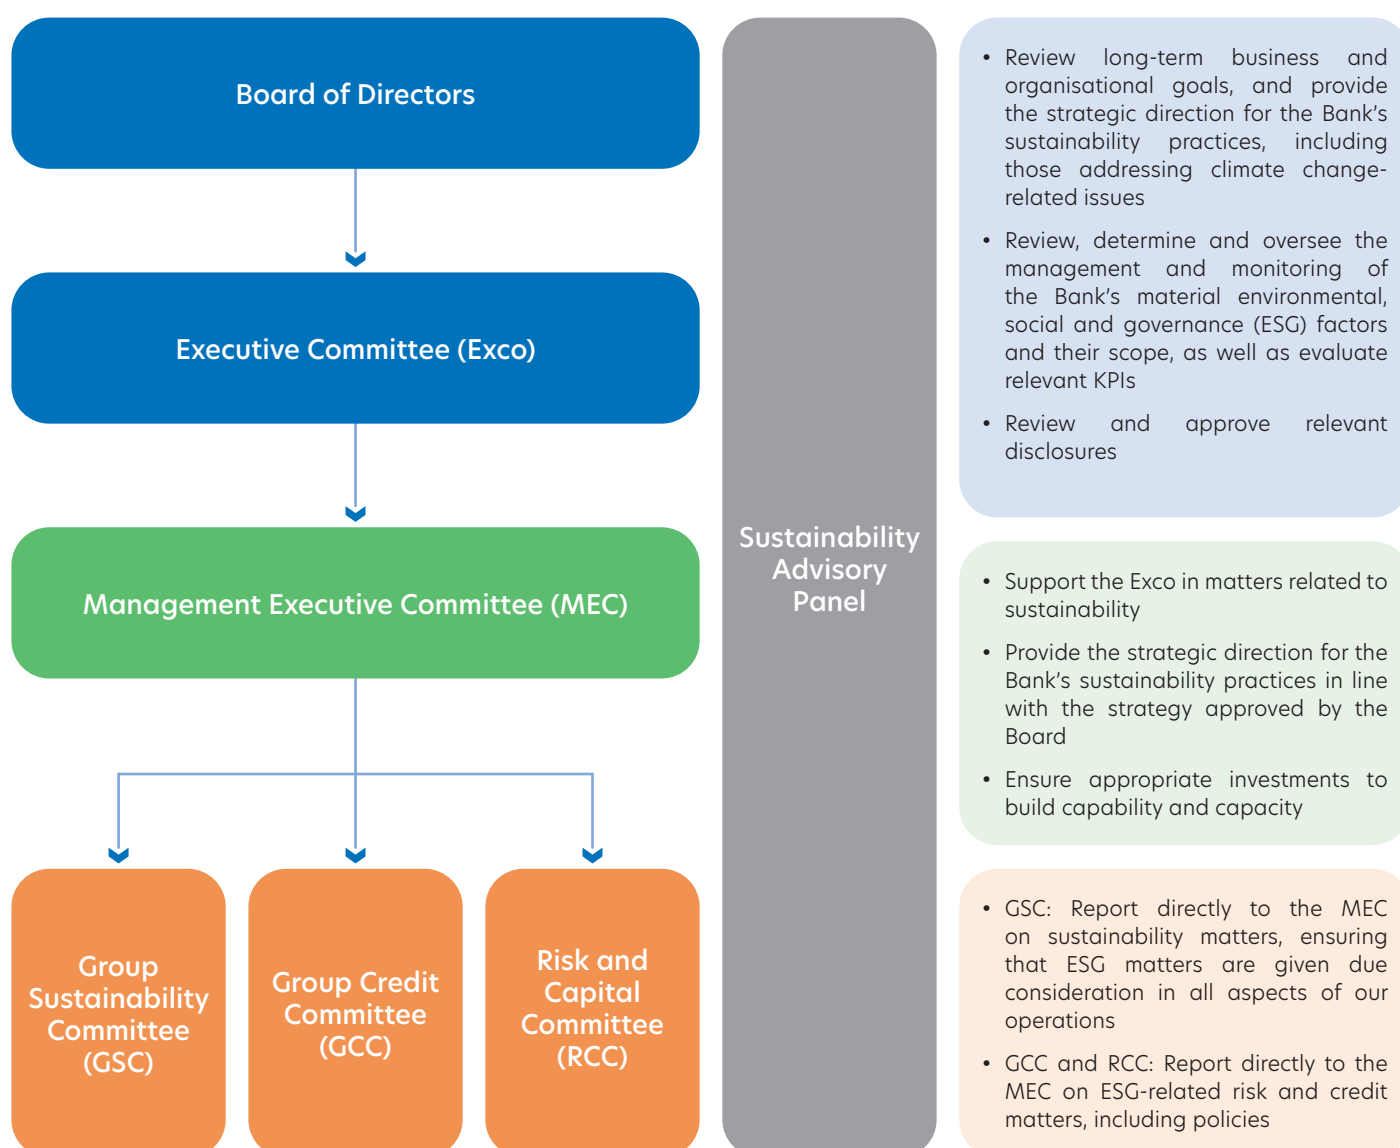 Board of Directors
Executive Committee (Exco)
Management Executive Committee (MEC)
Group
Sustainability
Committee
(GSC)
Group Credit
Committee
(GCC)
Risk and
Capital
Committee
(RCC)
Sustainability
Advisory
Panel
• Review long-term business and
organisational goals, and provide
the strategic direction for the Bank’s
sustainability practices, including
those addressing climate change-
related issues
• Review, determine and oversee the
management and monitoring of
the Bank’s material environmental,
social and governance (ESG) factors
and their scope, as well as evaluate
relevant KPIs
• Review and approve relevant
disclosures
• Support the Exco in matters related to
sustainability
• Provide the strategic direction for the
Bank’s sustainability practices in line
with the strategy approved by the
Board
• Ensure appropriate investments to
build capability and capacity
• GSC: Report directly to the MEC
on sustainability matters, ensuring
that ESG matters are given due
consideration in all aspects of our
operations
• GCC and RCC: Report directly to the
MEC on ESG-related risk and credit
matters, including policies